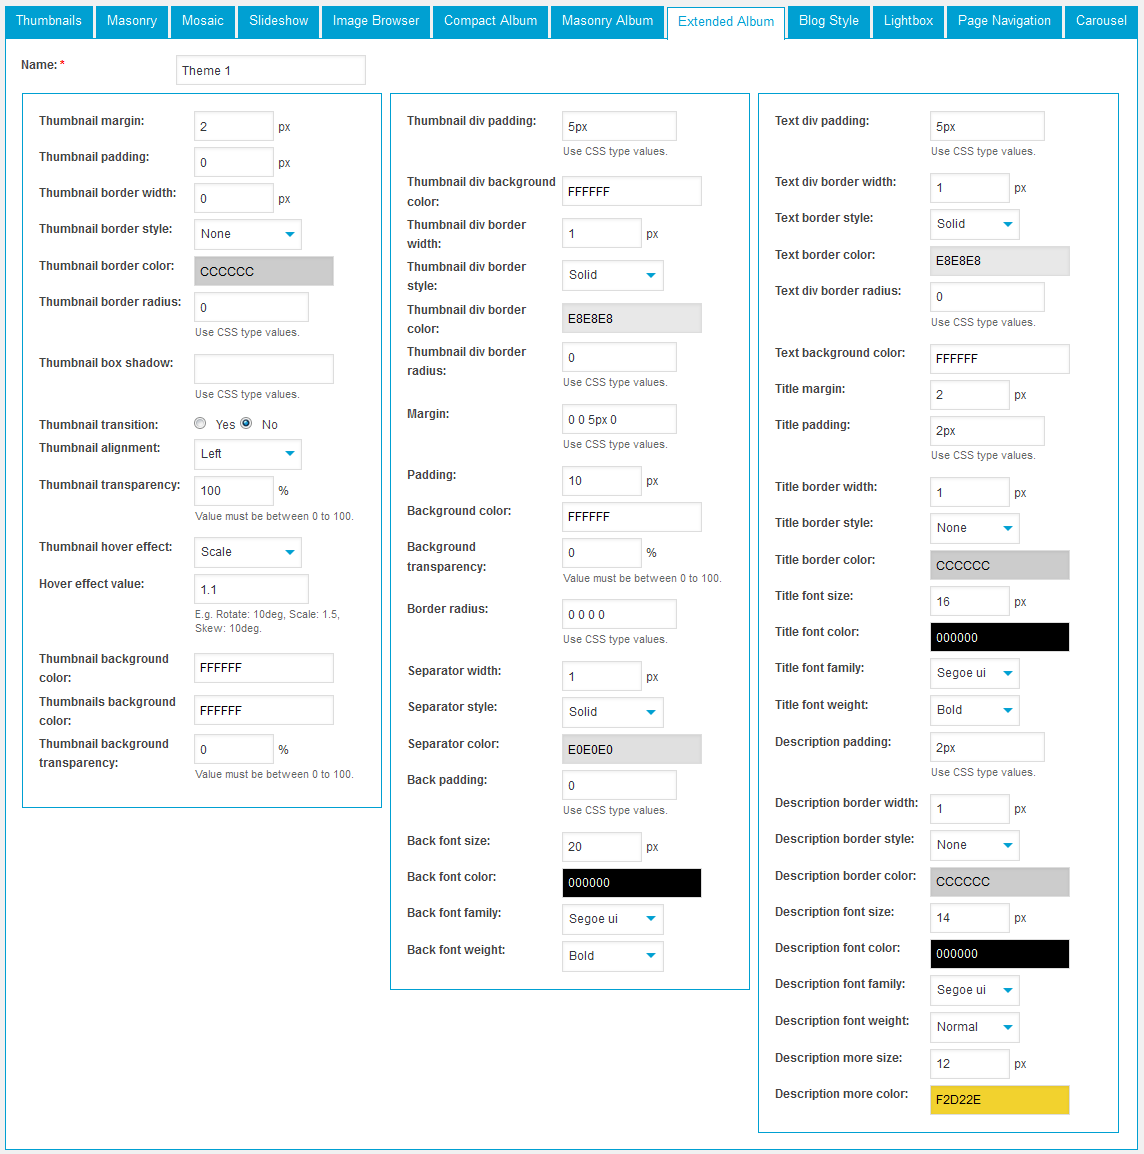 Thumbnails Masonry Mosaic Slideshow Image Browser Compact Album Masonry Album Extended Album Blog Style Lightbox Page Navigation Carousel
Name: * Theme 1
Thumbnail margin: 2 px
Thumbnail padding: 0 px
Thumbnail border width: 0 px
Thumbnail border style: None
Thumbnail border color: CCCCCC
Thumbnail border radius: 0
Use CSS type values.
Thumbnail box shadow:
Use CSS type values.
Thumbnail transition: Yes No
Thumbnail alignment: Left
Thumbnail transparency: 100 %
Value must be between 0 to 100.
Thumbnail hover effect: Scale
Hover effect value: 1.1
E.g. Rotate: 10deg, Scale: 1.5,
Skew: 10deg.
Thumbnail background
color: FFFFFF
Thumbnails background
color: FFFFFF
Thumbnail background
transparency: 0 %
Value must be between 0 to 100.
Thumbnail div padding: 5px
Use CSS type values.
Thumbnail div background
color: FFFFFF
Thumbnail div border
width: 1 px
Thumbnail div border
style: Solid
Thumbnail div border
color: E8E8E8
Thumbnail div border
radius: 0
Use CSS type values.
Margin: 0 0 5px 0
Use CSS type values.
Padding: 10 px
Background color: FFFFFF
Background
transparency: 0 %
Value must be between 0 to 100.
Border radius: 0 0 0 0
Use CSS type values.
Separator width: 1 px
Separator style: Solid
Separator color: E0E0E0
Back padding: 0
Use CSS type values.
Back font size: 20 px
Back font color: 000000
Back font family: Segoe ui
Back font weight: Bold
Text div padding: 5px
Use CSS type values.
Text div border width: 1 px
Text border style: Solid
Text border color: E8E8E8
Text div border radius: 0
Use CSS type values.
Text background color: FFFFFF
Title margin: 2 px
Title padding: 2px
Use CSS type values.
Title border width: 1 px
Title border style: None
Title border color: CCCCCC
Title font size: 16 px
Title font color: 000000
Title font family: Segoe ui
Title font weight: Bold
Description padding: 2px
Use CSS type values.
Description border width: 1 px
Description border style: None
Description border color: CCCCCC
Description font size: 14 px
Description font color: 000000
Description font family: Segoe ui
Description font weight: Normal
Description more size: 12 px
Description more color: F2D22E